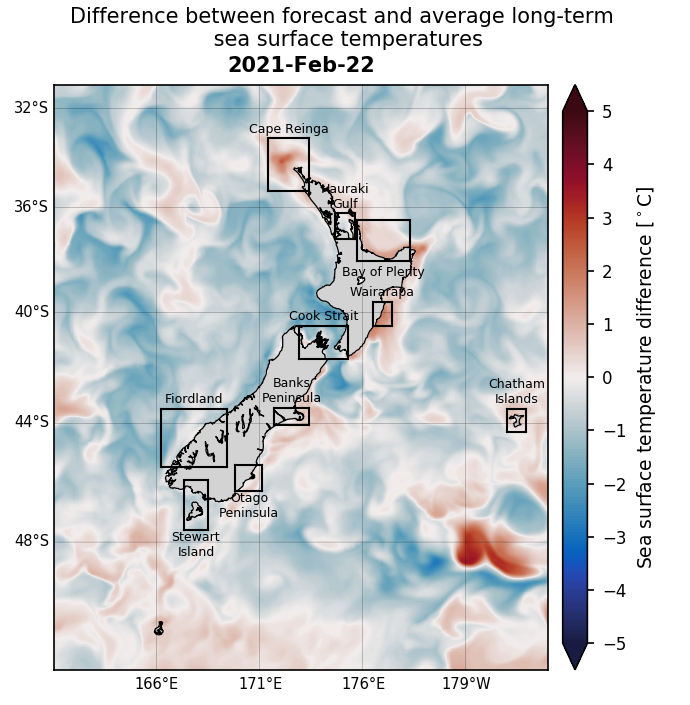 Difference between forecast and average long-term
sea surface temperatures
2021-Feb-22
32°S
36°S
40°S
44°S
48°S
166°E
171°E
176°E
179°W
Cape Reinga
Hauraki
Gulf
Bay of Plenty
Wairarapa
Cook Strait
Banks
Peninsula
Chatham
Islands
Fiordland
Otago
Peninsula
Stewart
Island
5
4
3
2
1
0
−1
−2
−3
−4
−5
Sea surface temperature difference [°C]